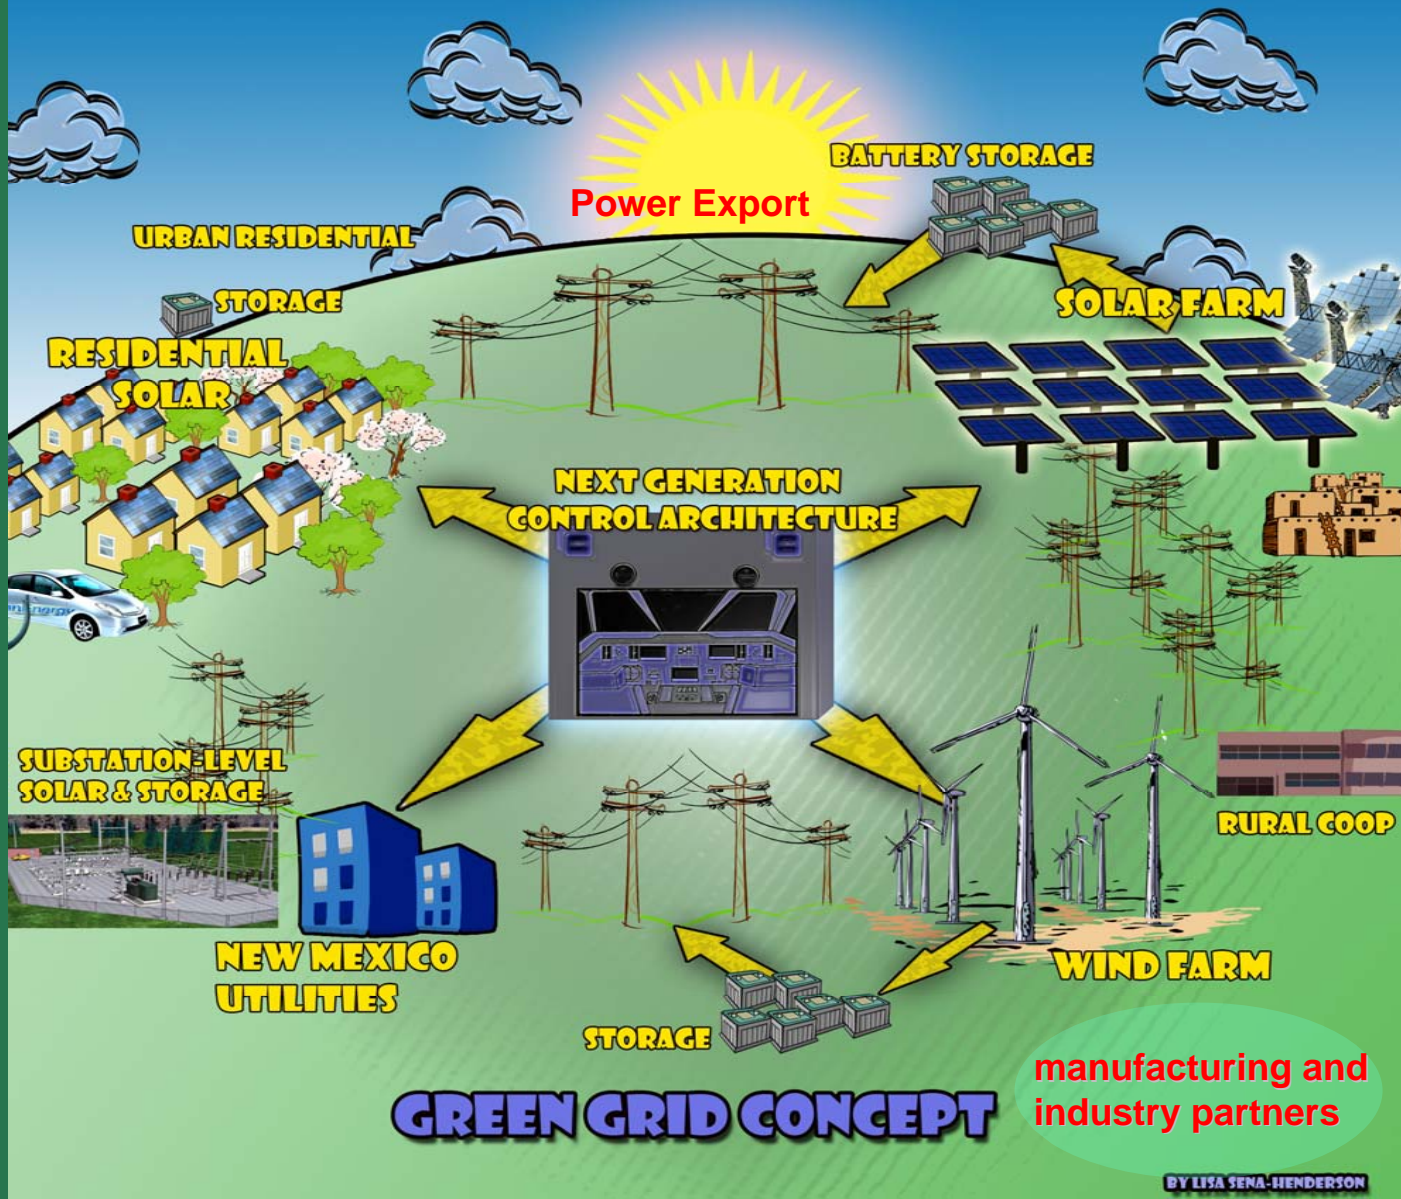 BATTERY STORAGE
Power Export
URBAN RESIDENTIAL
STORAGE
SOLAR FARM
RESIDENTIAL
SOLAR
NEXT GENERATION
CONTROL ARCHITECTURE
SUBSTATION-LEVEL
SOLAR & STORAGE
RURAL COOP
NEW MEXICO
UTILITIES
WIND FARM
STORAGE
manufacturing and
industry partners
GREEN GRID CONCEPT
BY LISA SENA-HENDERSON